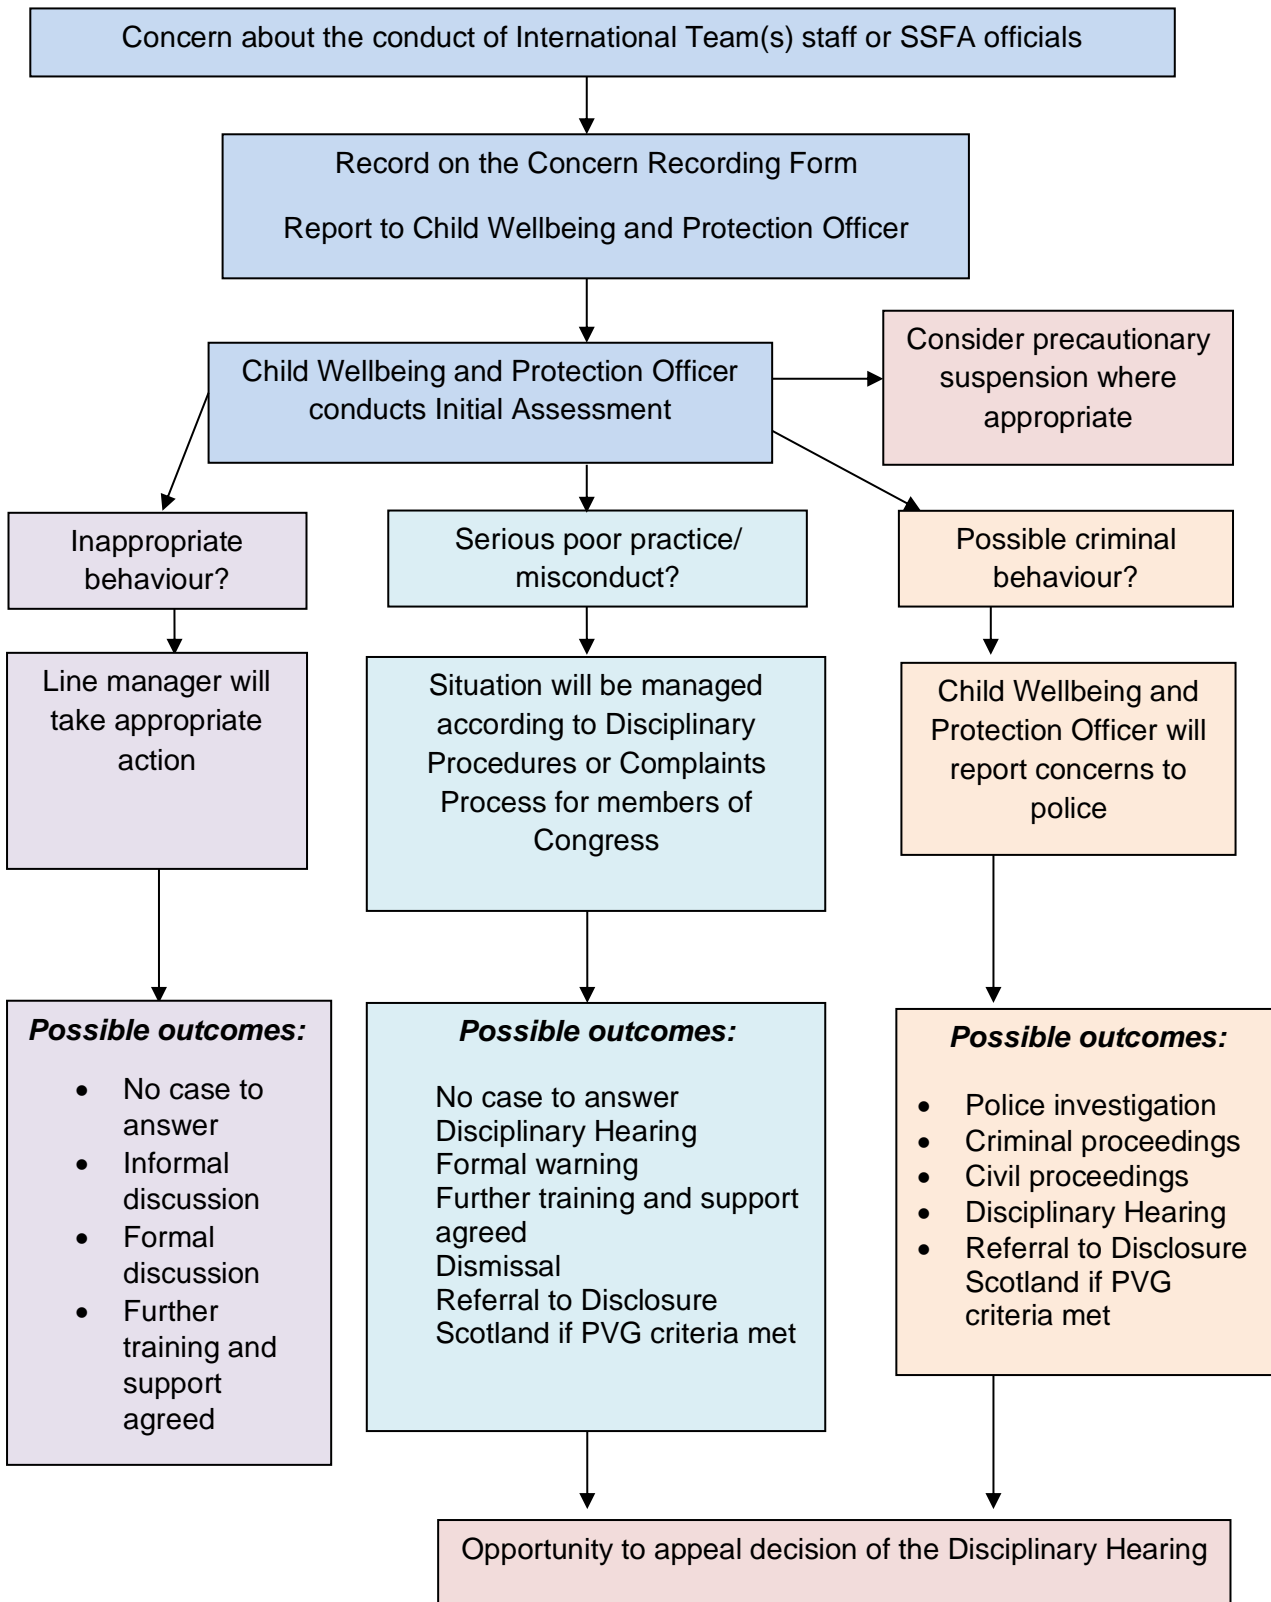 Concern about the conduct of International Team(s) staff or SSFA officials
Record on the Concern Recording Form
Report to Child Wellbeing and Protection Officer
Child Wellbeing and Protection Officer
conducts Initial Assessment
Consider precautionary
suspension where
appropriate
Inappropriate
behaviour?
Line manager will
take appropriate
action
Possible outcomes:
• No case to
answer
• Informal
discussion
• Formal
discussion
• Further
training and
support
agreed
Serious poor practice/
misconduct?
Situation will be managed
according to Disciplinary
Procedures or Complaints
Process for members of
Congress
Possible outcomes:
No case to answer
Disciplinary Hearing
Formal warning
Further training and support
agreed
Dismissal
Referral to Disclosure
Scotland if PVG criteria met
Possible criminal
behaviour?
Child Wellbeing and
Protection Officer will
report concerns to
police
Possible outcomes:
• Police investigation
• Criminal proceedings
• Civil proceedings
• Disciplinary Hearing
• Referral to Disclosure
Scotland if PVG
criteria met
Opportunity to appeal decision of the Disciplinary Hearing